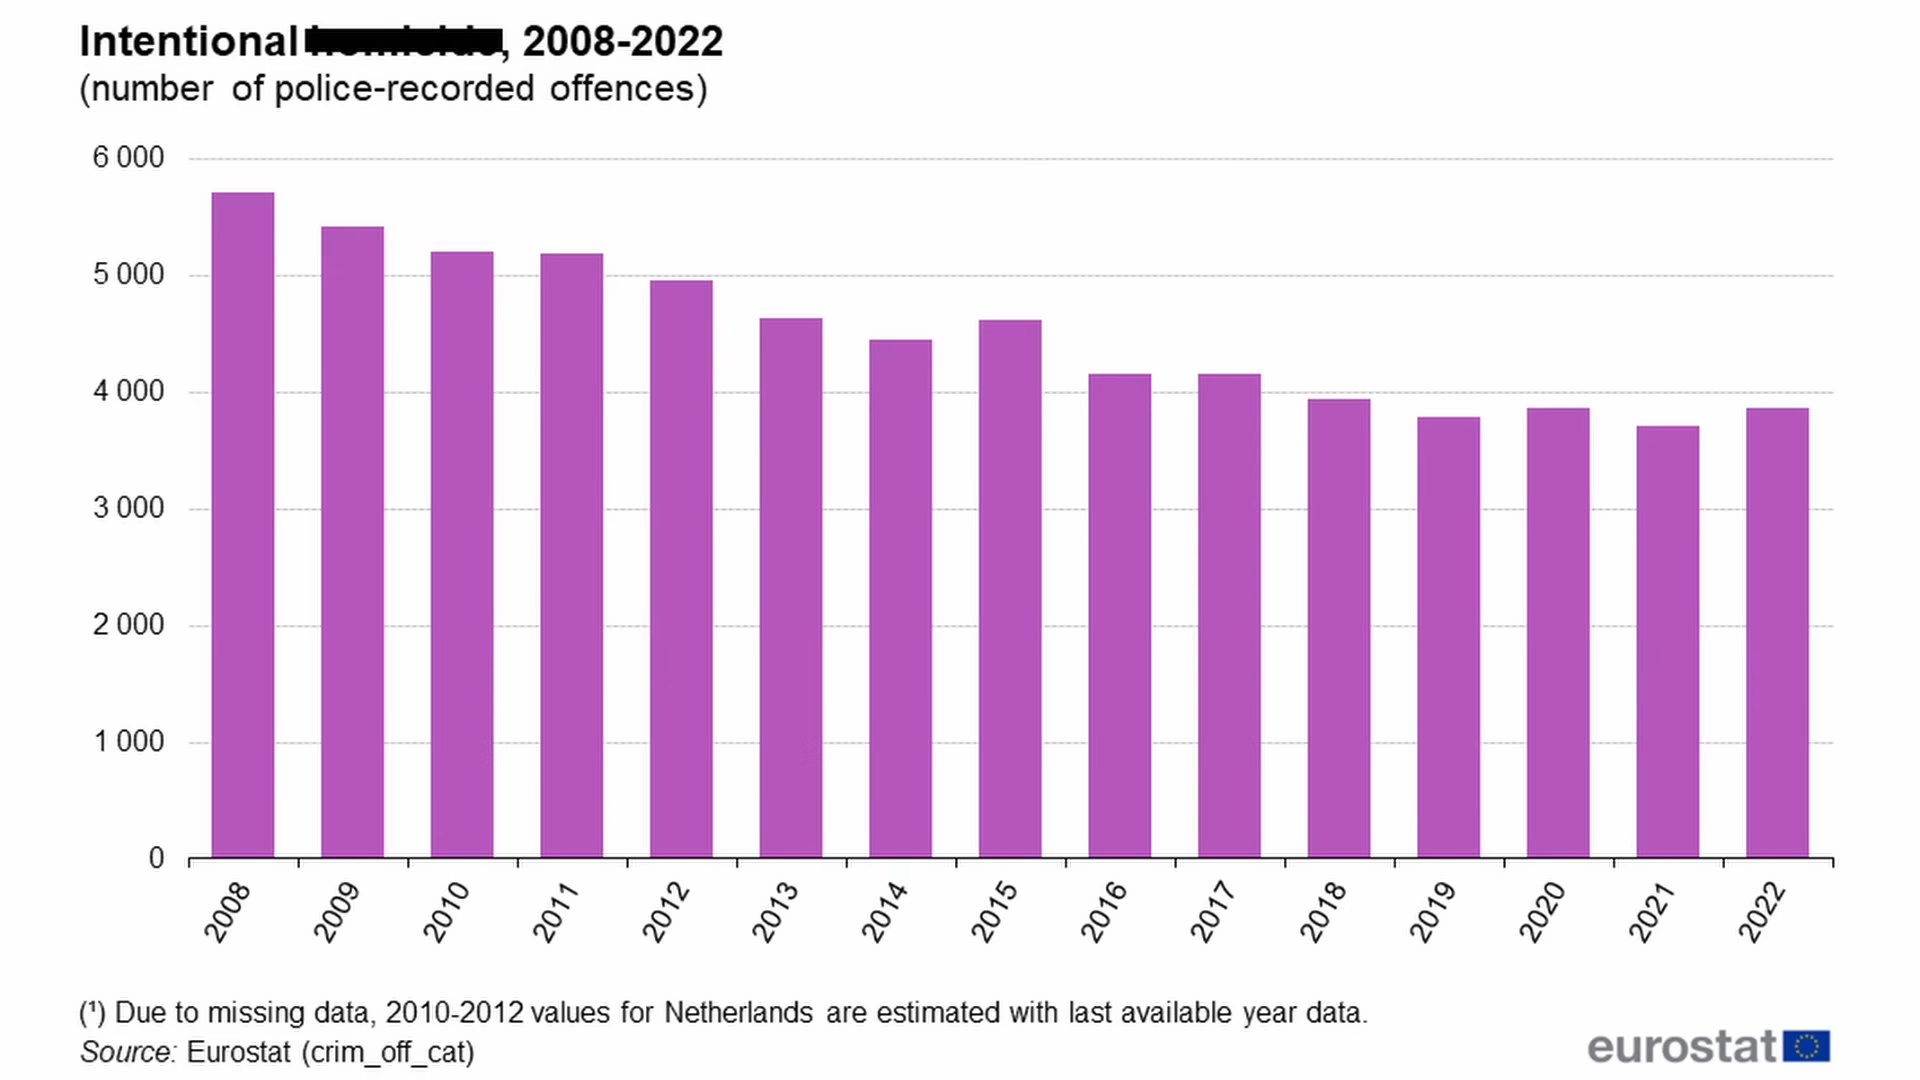 Intentional , 2008-2022
(number of police-recorded offences)
6 000
5 000
4 000
3 000
2 000
1 000
0
2008 2009 2010 2011 2012 2013 2014 2015 2016 2017 2018 2019 2020 2021 2022
(¹) Due to missing data, 2010-2012 values for Netherlands are estimated with last available year data.
Source: Eurostat (crim_off_cat)
eurostat